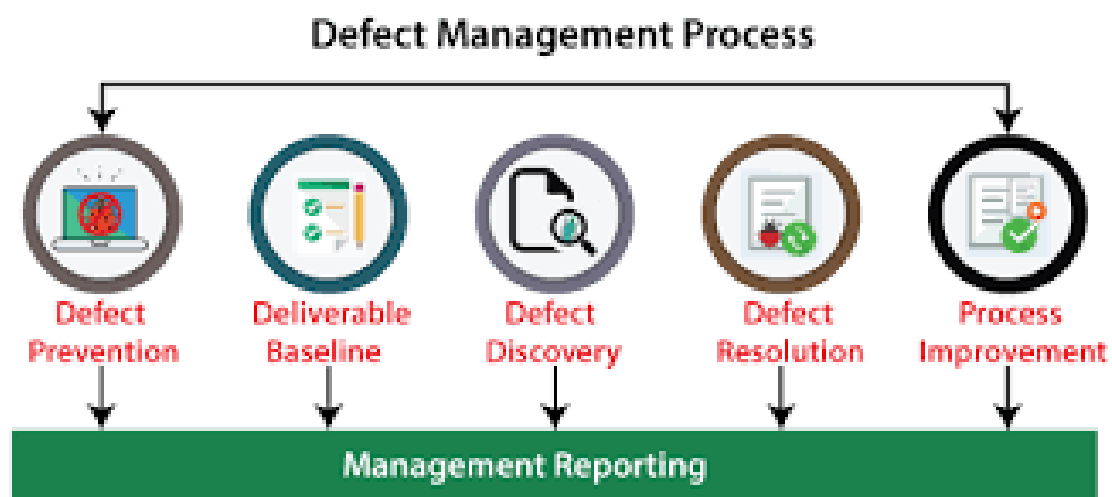 Defect Management Process
Defect
Prevention
Deliverable
Baseline
Defect
Discovery
Defect
Resolution
Process
Improvement
Management Reporting